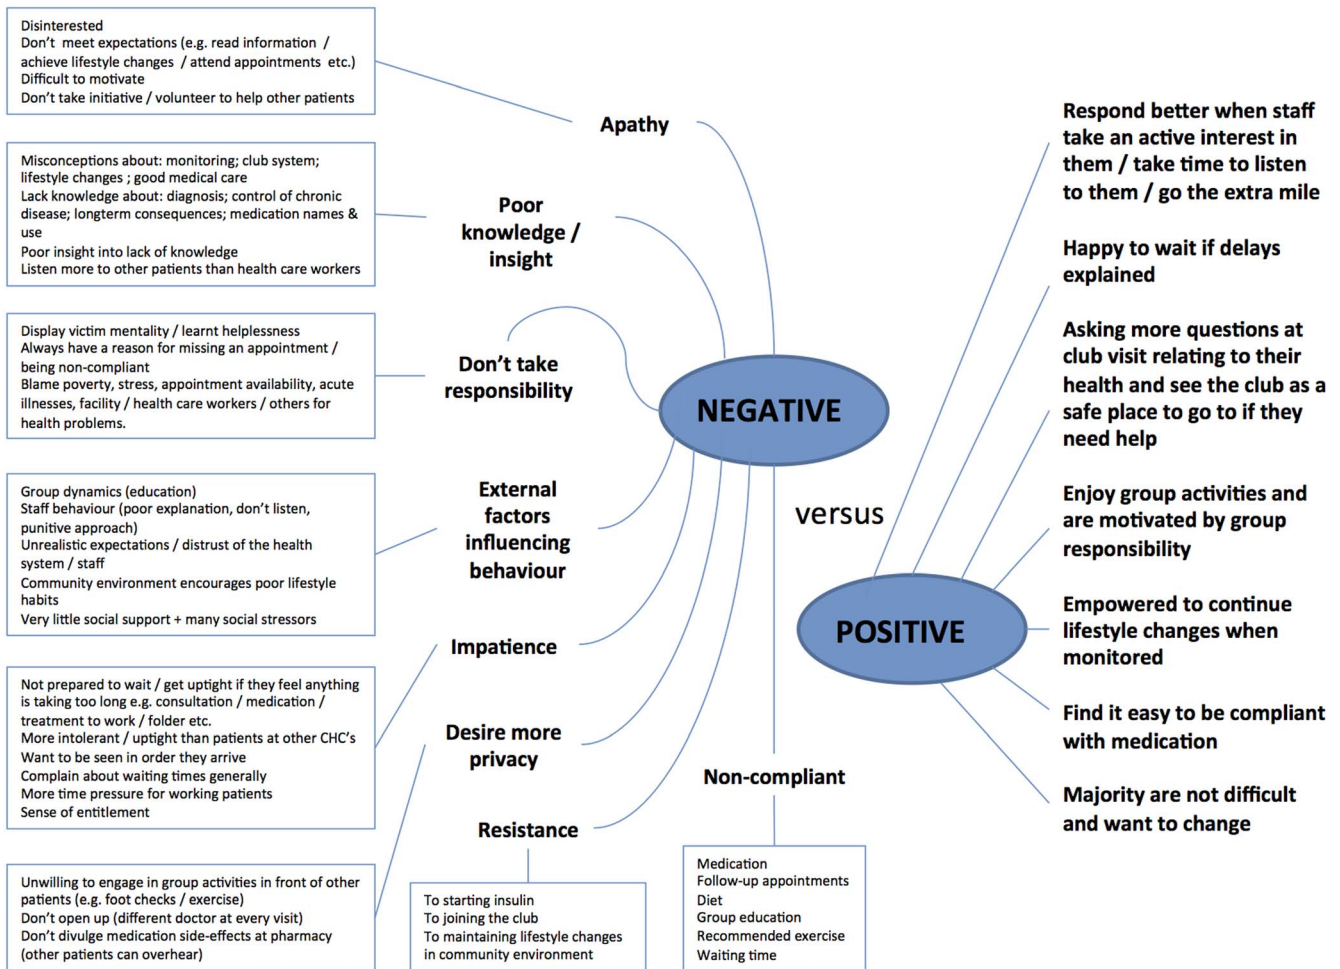 Disinterested
Don't meet expectations (e.g. read information /
achieve lifestyle changes / attend appointments etc.)
Difficult to motivate
Don't take initiative / volunteer to help other patients
Apathy
Misconceptions about: monitoring; club system;
lifestyle changes ; good medical care
Lack knowledge about: diagnosis; control of chronic
disease; longterm consequences; medication names &
use
Poor insight into lack of knowledge
Listen more to other patients than health care workers
Poor
knowledge /
insight
Display victim mentality / learnt helplessness
Always have a reason for missing an appointment /
being non-compliant
Blame poverty, stress, appointment availability, acute
illnesses, facility / health care workers / others for
health problems.
Don't take
responsibility
Group dynamics (education)
Staff behaviour (poor explanation, don't listen,
punitive approach)
Unrealistic expectations / distrust of the health
system / staff
Community environment encourages poor lifestyle
habits
Very little social support + many social stressors
External
factors
influencing
behaviour
Not prepared to wait / get uptight if they feel anything
is taking too long e.g. consultation / medication /
treatment to work / folder etc.
More intolerant / uptight than patients at other CHC's
Want to be seen in order they arrive
Complain about waiting times generally
More time pressure for working patients
Sense of entitlement
Impatience
Unwilling to engage in group activities in front of other
patients (e.g. foot checks / exercise)
Don't open up (different doctor at every visit)
Don't divulge medication side-effects at pharmacy
(other patients can overhear)
Desire more
privacy
Resistance
To starting insulin
To joining the club
To maintaining lifestyle changes
in community environment
Non-compliant
Medication
Follow-up appointments
Diet
Group education
Recommended exercise
Waiting time
NEGATIVE
versus
POSITIVE
Respond better when staff
take an active interest in
them / take time to listen
to them / go the extra mile
Happy to wait if delays
explained
Asking more questions at
club visit relating to their
health and see the club as a
safe place to go to if they
need help
Enjoy group activities and
are motivated by group
responsibility
Empowered to continue
lifestyle changes when
monitored
Find it easy to be compliant
with medication
Majority are not difficult
and want to change